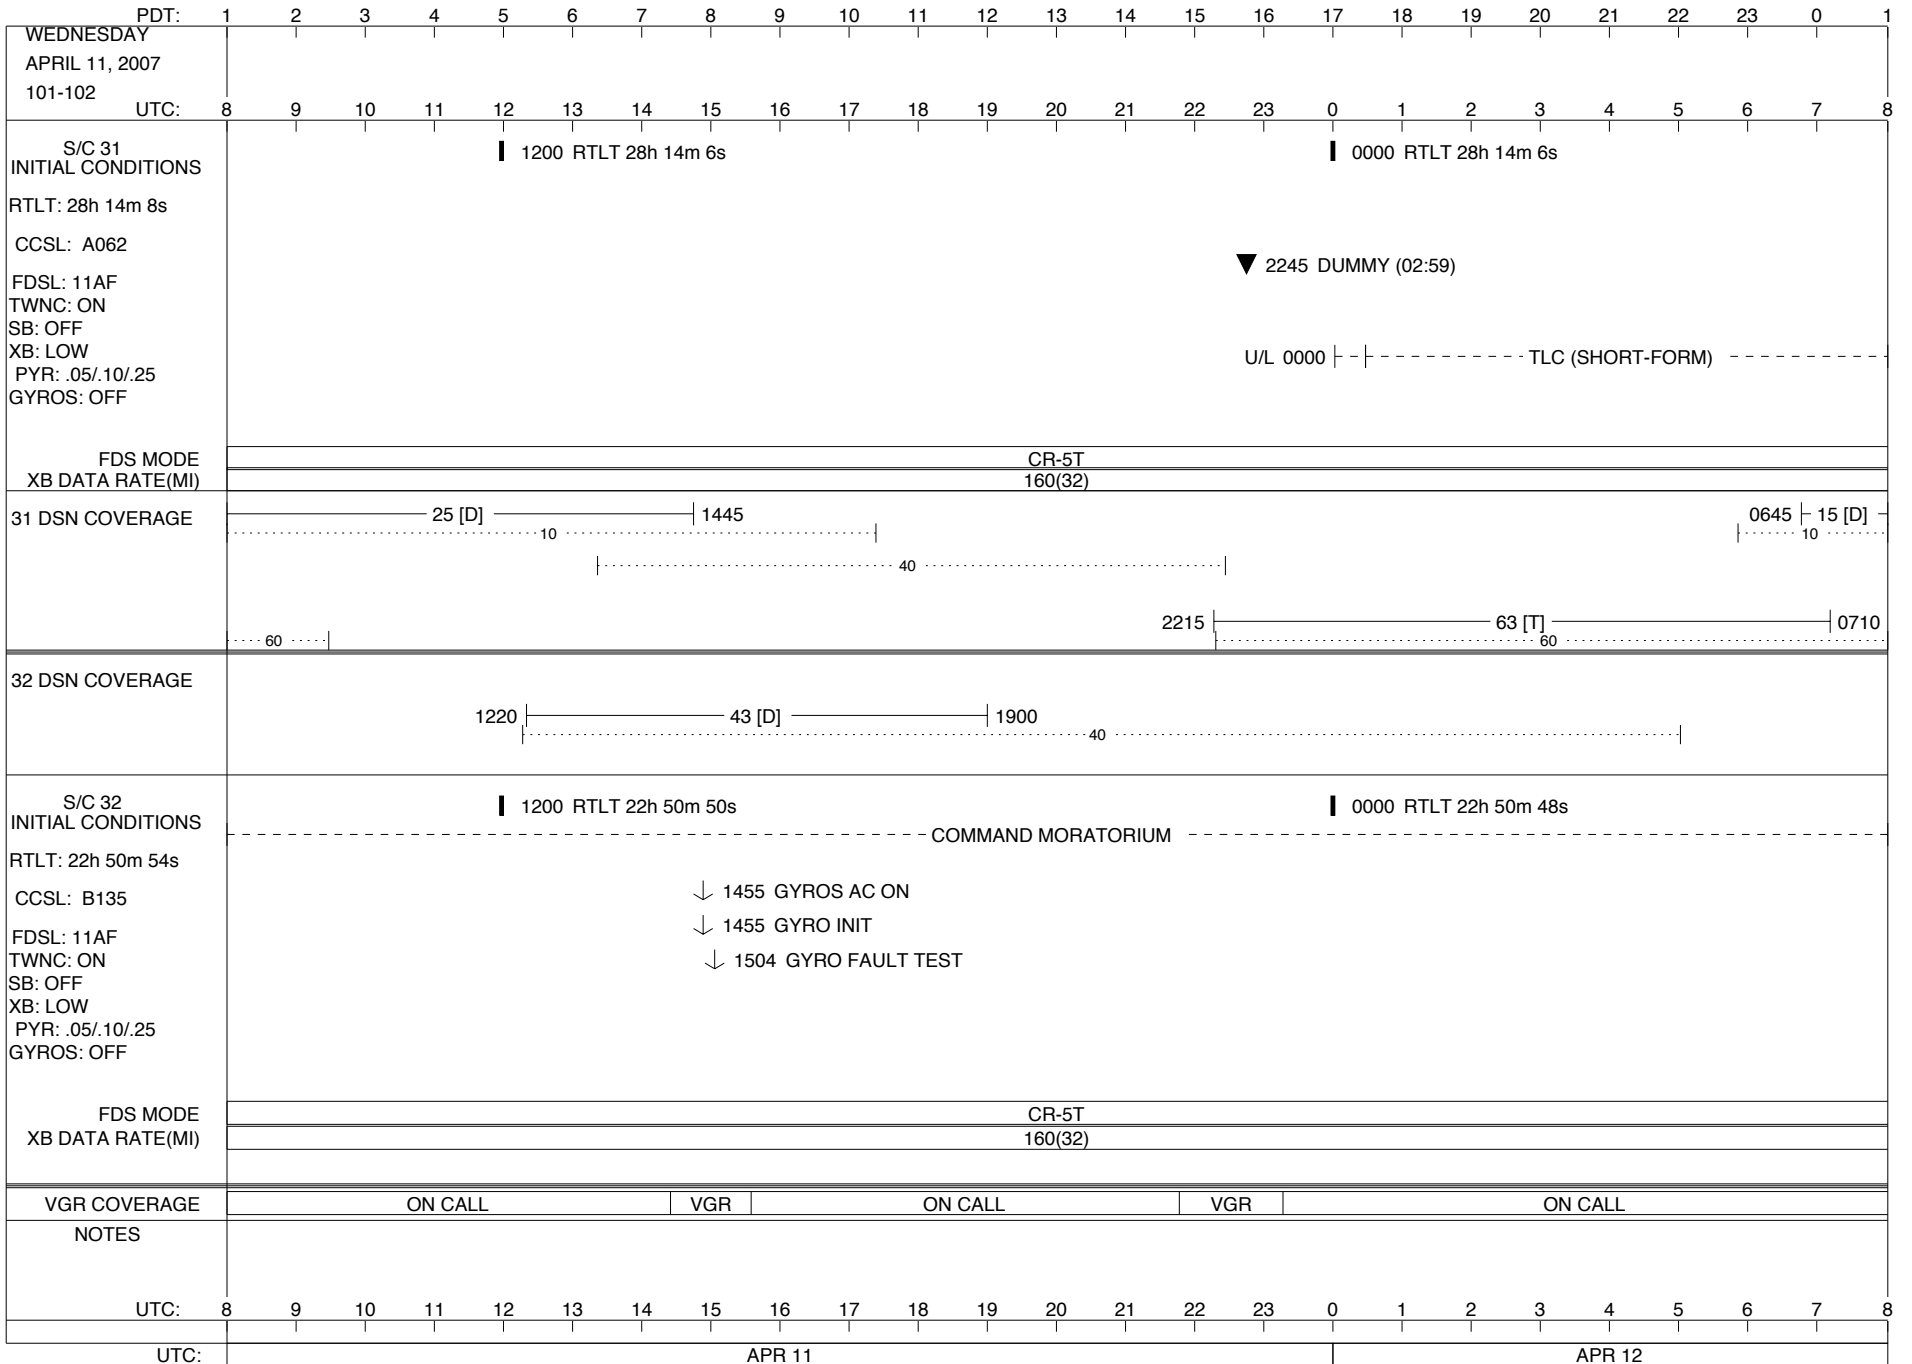 PDT: 1 2 3 4 5 6 7 8 9 10 11 12 13 14 15 16 17 18 19 20 21 22 23 0 1
WEDNESDAY
APRIL 11, 2007
101-102
UTC: 8 9 10 11 12 13 14 15 16 17 18 19 20 21 22 23 0 1 2 3 4 5 6 7 8
S/C 31
INITIAL CONDITIONS
1200 RTLT 28h 14m 6s
0000 RTLT 28h 14m 6s
RTLT: 28h 14m 8s
CCSL: A062
2245 DUMMY (02:59)
FDSL: 11AF
TWNC: ON
SB: OFF
XB: LOW
U/L 0000 TLC (SHORT-FORM)
PYR: .05/.10/.25
GYROS: OFF
FDS MODE CR-5T
XB DATA RATE(MI) 160(32)
31 DSN COVERAGE 25 [D] 1445 0645 15 [D]
10 10
40
2215 63 [T] 0710
60 60
32 DSN COVERAGE
1220 43 [D] 1900
40
S/C 32
INITIAL CONDITIONS
1200 RTLT 22h 50m 50s
0000 RTLT 22h 50m 48s
COMMAND MORATORIUM
RTLT: 22h 50m 54s
CCSL: B135
1455 GYROS AC ON
1455 GYRO INIT
FDSL: 11AF
1504 GYRO FAULT TEST
TWNC: ON
SB: OFF
XB: LOW
PYR: .05/.10/.25
GYROS: OFF
FDS MODE CR-5T
XB DATA RATE(MI) 160(32)
VGR COVERAGE ON CALL VGR ON CALL VGR ON CALL
NOTES
UTC: 8 9 10 11 12 13 14 15 16 17 18 19 20 21 22 23 0 1 2 3 4 5 6 7 8
UTC: APR 11 APR 12